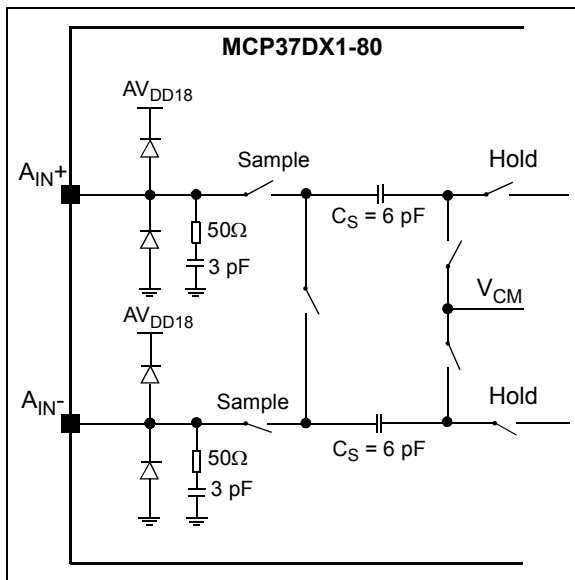 MCP37DX1-80
AVDD18
AIN+
Sample
Hold
CS = 6 pF
50Ω
3 pF
VCM
AVDD18
AIN-
Sample
Hold
CS = 6 pF
50Ω
3 pF